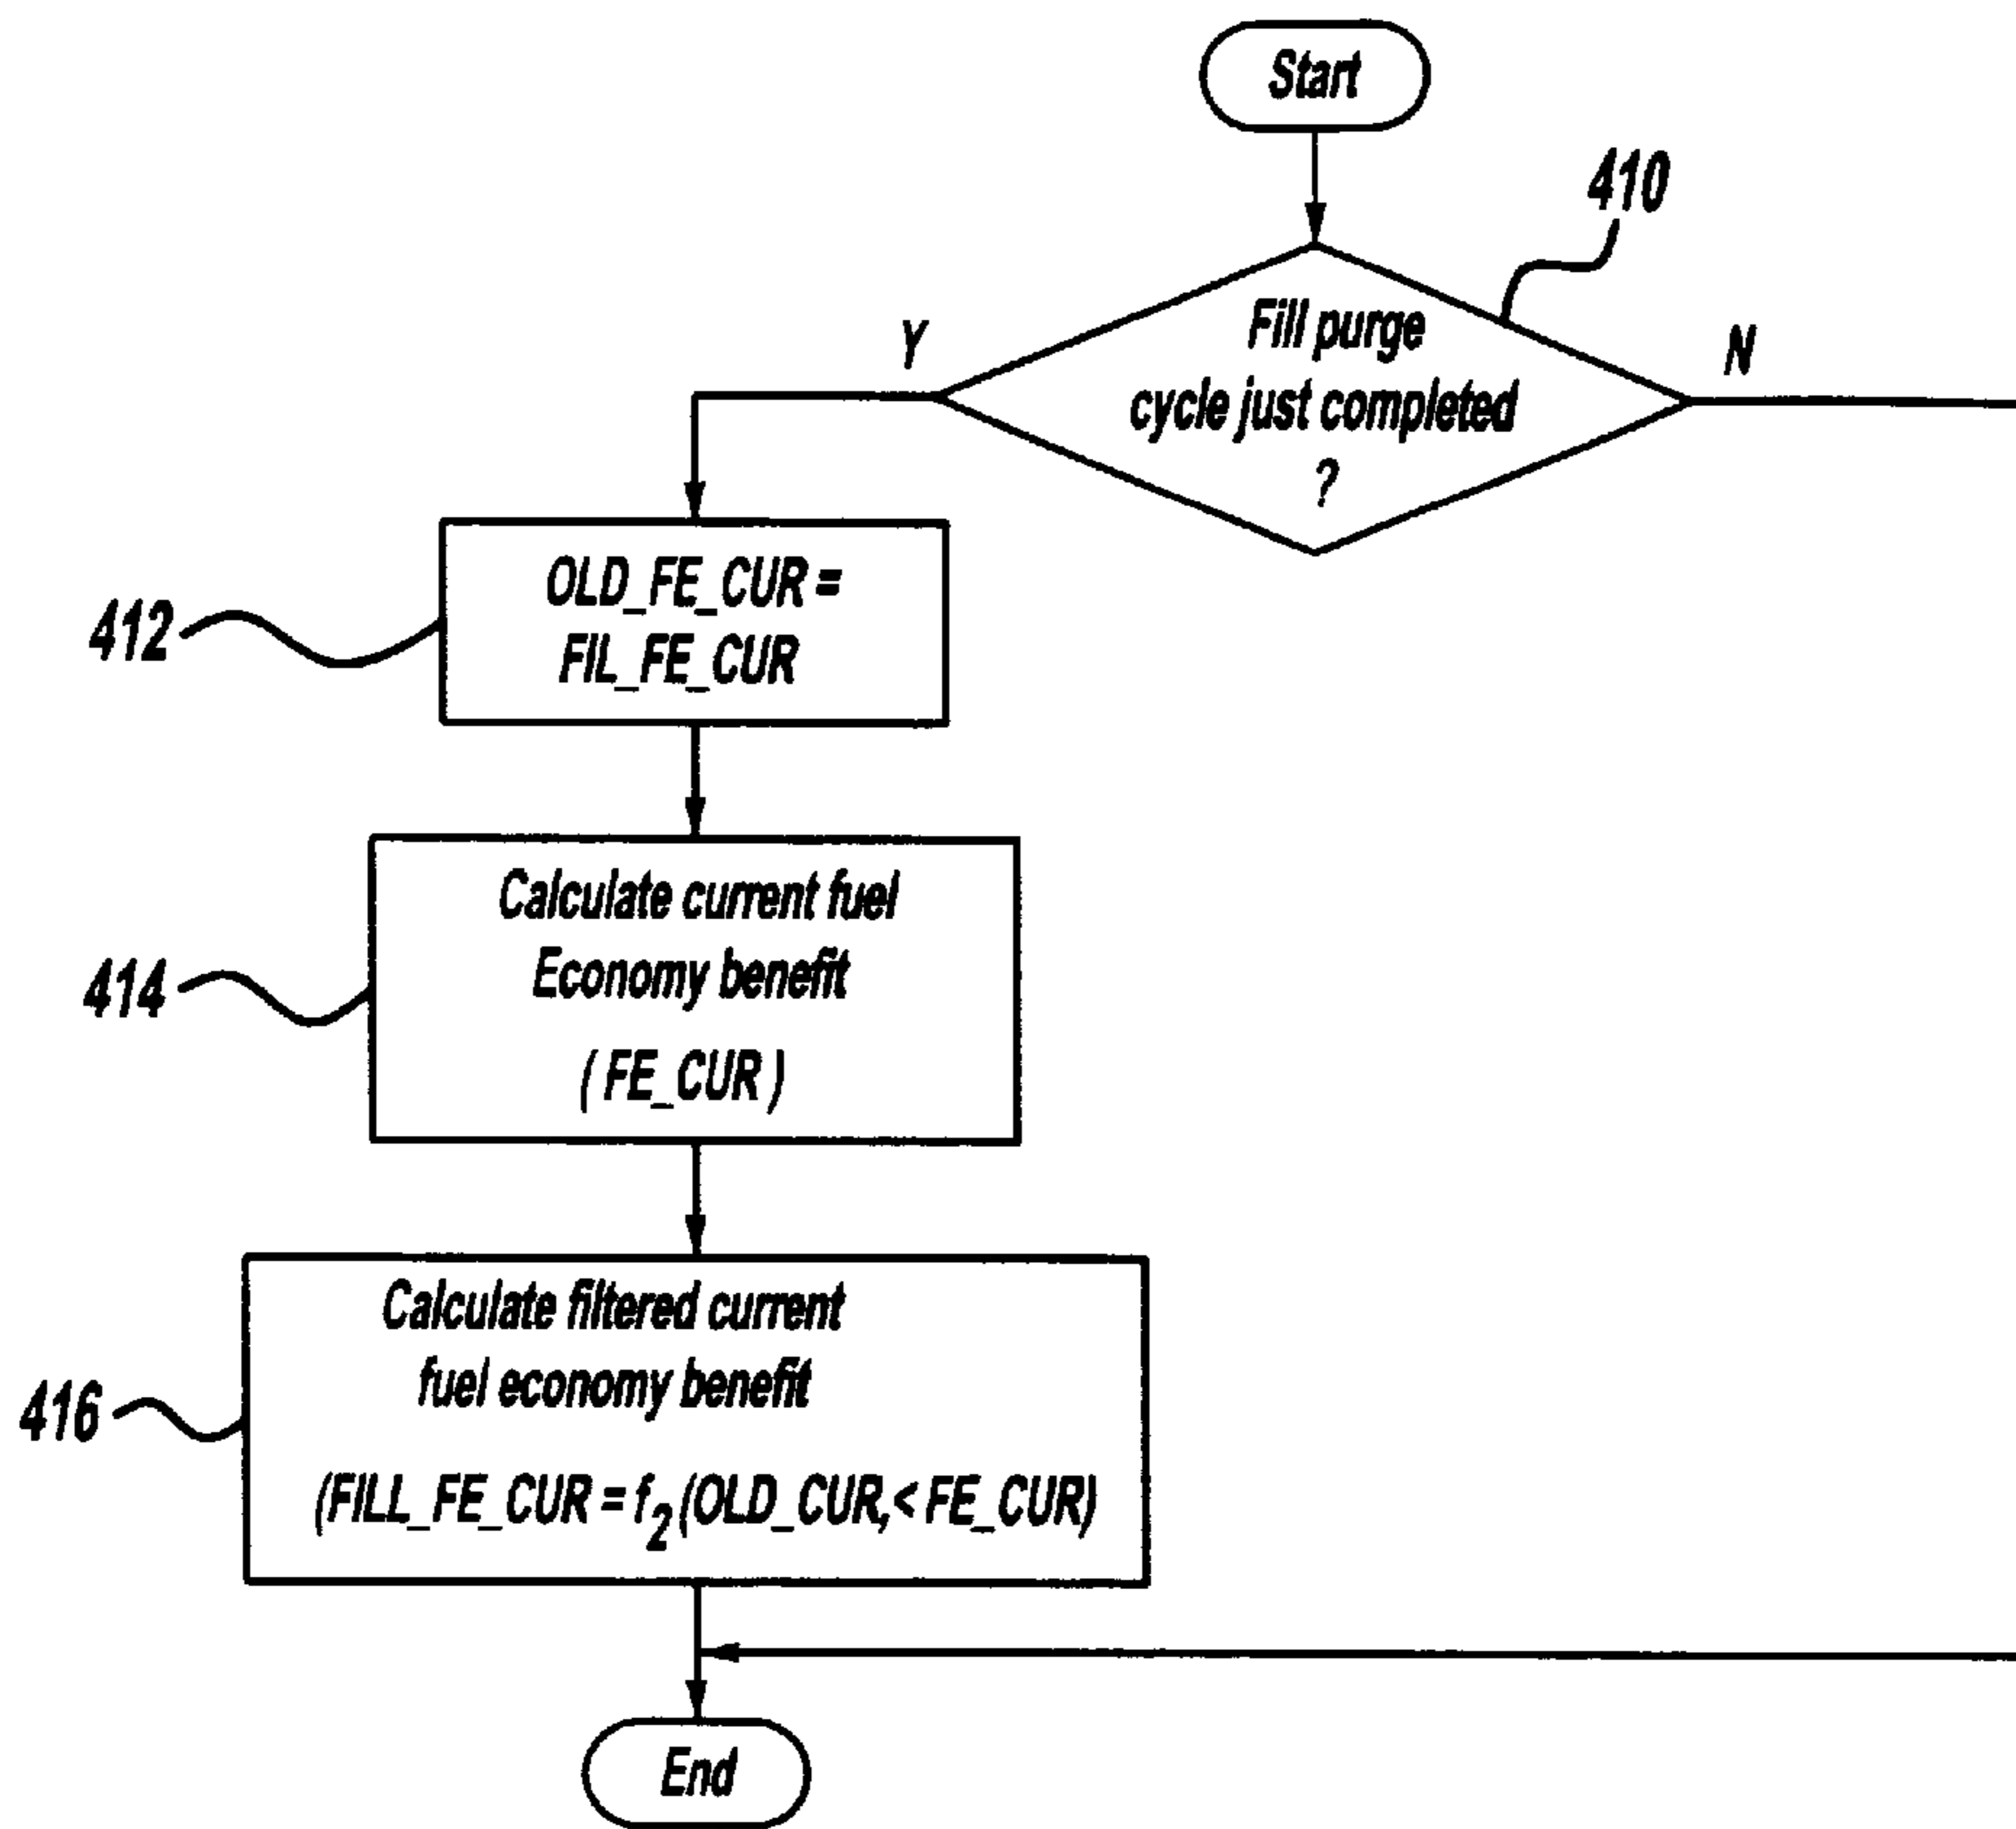 Start
410
Y
N
Fill purge
cycle just completed
?
412
OLD_FE_CUR =
FIL_FE_CUR
414
Calculate current fuel
Economy benefit
( FE_CUR )
416
Calculate filtered current
fuel economy benefit
(FILL_FE_CUR = f2 (OLD_CUR,< FE_CUR)
End